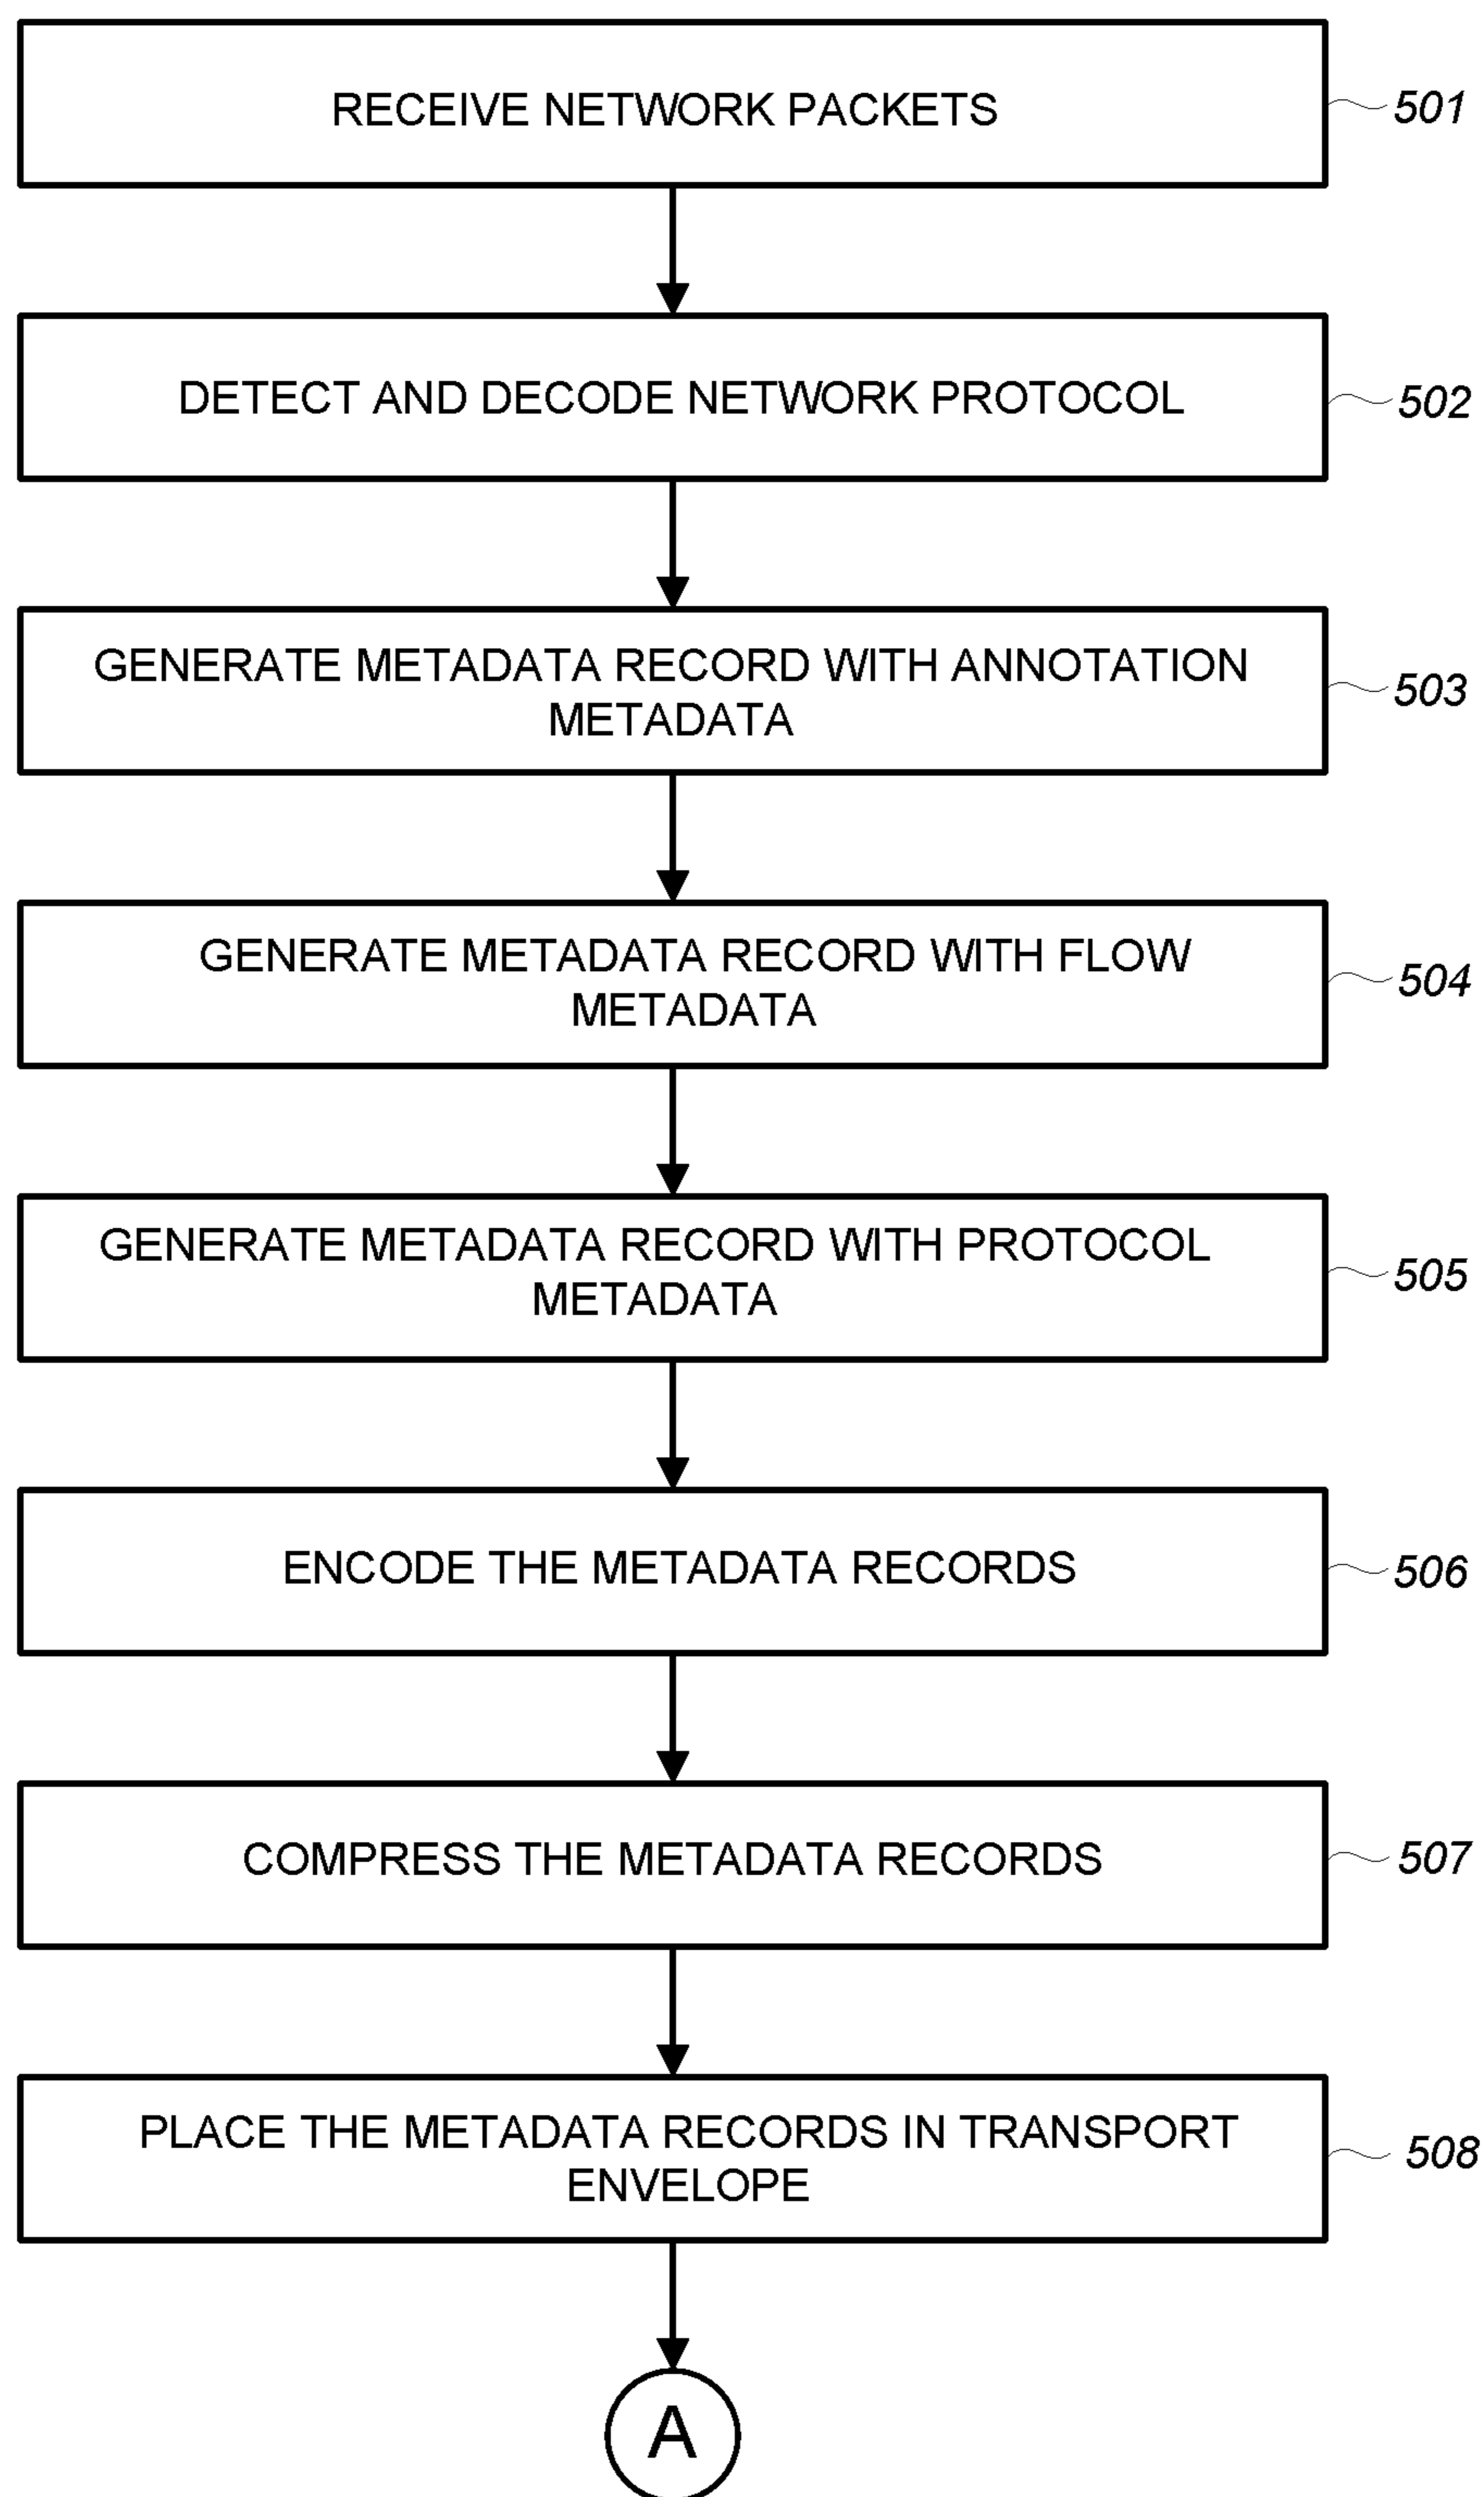 RECEIVE NETWORK PACKETS
501
DETECT AND DECODE NETWORK PROTOCOL
502
GENERATE METADATA RECORD WITH ANNOTATION
METADATA
503
GENERATE METADATA RECORD WITH FLOW
METADATA
504
GENERATE METADATA RECORD WITH PROTOCOL
METADATA
505
ENCODE THE METADATA RECORDS
506
COMPRESS THE METADATA RECORDS
507
PLACE THE METADATA RECORDS IN TRANSPORT
ENVELOPE
508
A